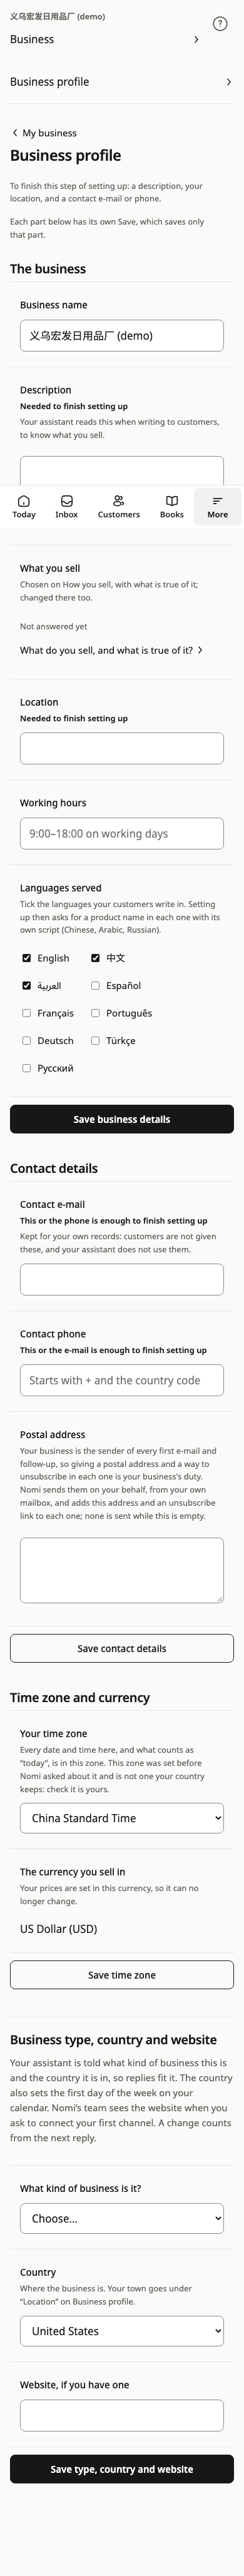 义乌宏发日用品厂 (demo)
Business
Business profile
My business
Business profile
To finish this step of setting up: a description, your
location, and a contact e-mail or phone.
Each part below has its own Save, which saves only
that part.
The business
Business name
义乌宏发日用品厂 (demo)
Description
Needed to finish setting up
Your assistant reads this when writing to customers,
to know what you sell.
Today
Inbox
Customers
Books
More
What you sell
Chosen on How you sell, with what is true of it;
changed there too.
Not answered yet
What do you sell, and what is true of it?
Location
Needed to finish setting up
Working hours
9:00–18:00 on working days
Languages served
Tick the languages your customers write in. Setting
up then asks for a product name in each one with its
own script (Chinese, Arabic, Russian).
English
中文
العربية
Español
Français
Português
Deutsch
Türkçe
Русский
Save business details
Contact details
Contact e-mail
This or the phone is enough to finish setting up
Kept for your own records: customers are not given
these, and your assistant does not use them.
Contact phone
This or the e-mail is enough to finish setting up
Starts with + and the country code
Postal address
Your business is the sender of every first e-mail and
follow-up, so giving a postal address and a way to
unsubscribe in each one is your business's duty.
Nomi sends them on your behalf, from your own
mailbox, and adds this address and an unsubscribe
link to each one; none is sent while this is empty.
Save contact details
Time zone and currency
Your time zone
Every date and time here, and what counts as
“today”, is in this zone. This zone was set before
Nomi asked about it and is not one your country
keeps: check it is yours.
China Standard Time
The currency you sell in
Your prices are set in this currency, so it can no
longer change.
US Dollar (USD)
Save time zone
Business type, country and website
Your assistant is told what kind of business this is
and the country it is in, so replies fit it. The country
also sets the first day of the week on your
calendar. Nomi’s team sees the website when you
ask to connect your first channel. A change counts
from the next reply.
What kind of business is it?
Choose…
Country
Where the business is. Your town goes under
“Location” on Business profile.
United States
Website, if you have one
Save type, country and website